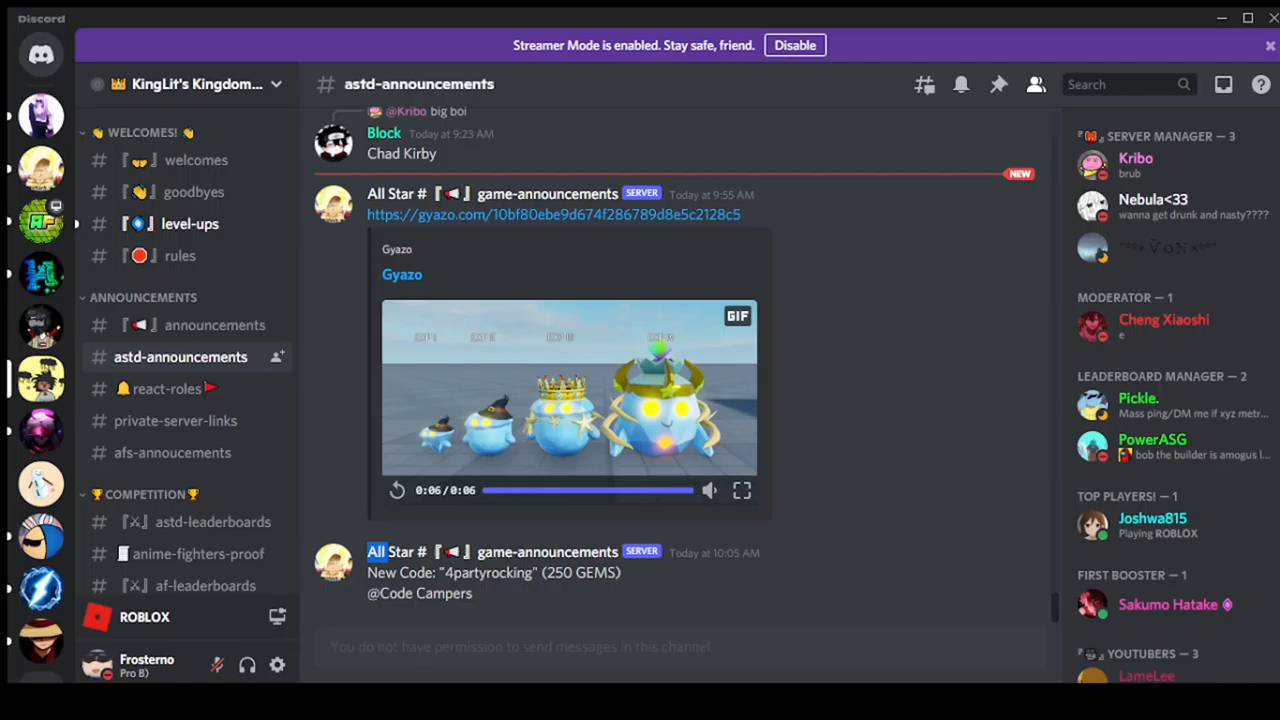 Discord
Streamer Mode is enabled. Stay safe, friend. Disable
KingLit's Kingdom...
WELCOMES!
welcomes
goodbyes
level-ups
rules
ANNOUNCEMENTS
announcements
astd-announcements
react-roles
private-server-links
afs-annoucements
COMPETITION
astd-leaderboards
anime-fighters-proof
af-leaderboards
ROBLOX
Frosterno
Pro B)
# astd-announcements
Search
@Kribo big boi
Block Today at 9:23 AM
Chad Kirby
NEW
All Star # 『📢』 game-announcements SERVER Today at 9:55 AM
https://gyazo.com/10bf80ebe9d674f286789d8e5c2128c5
Gyazo
Gyazo
GIF
0:06/0:06
All Star # 『📢』 game-announcements SERVER Today at 10:05 AM
New Code: "4partyrocking" (250 GEMS)
@Code Campers
You do not have permission to send messages in this channel.
SERVER MANAGER — 3
Kribo
brub
Nebula<33
wanna get drunk and nasty????
MODERATOR — 1
Cheng Xiaoshi
e
LEADERBOARD MANAGER — 2
Pickle.
Mass ping/DM me if xyz metr...
PowerASG
bob the builder is amogus l...
TOP PLAYERS! — 1
Joshwa815
Playing ROBLOX
FIRST BOOSTER — 1
Sakumo Hatake
YOUTUBERS — 3
LameLee